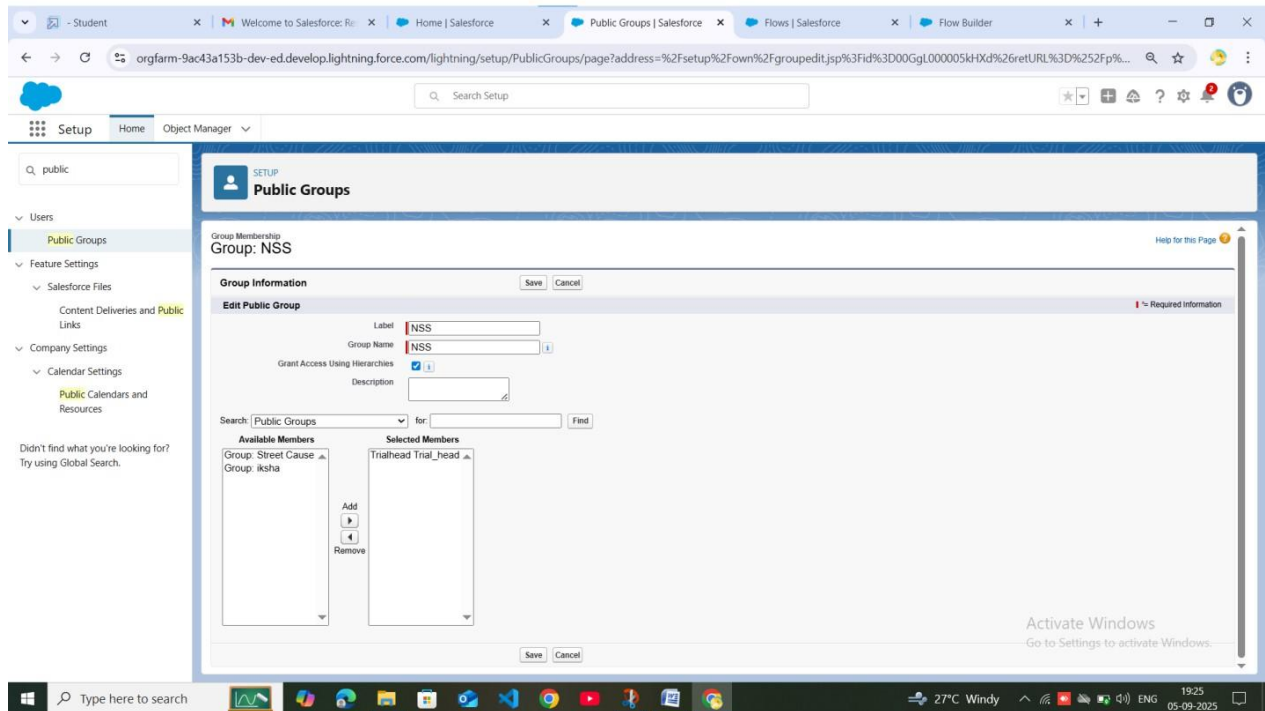 - Student
Welcome to Salesforce: Re
Home | Salesforce
Public Groups | Salesforce
Flows | Salesforce
Flow Builder
orgfarm-9ac43a153b-dev-ed.develop.lightning.force.com/lightning/setup/PublicGroups/page?address=%2Fsetup%2Fown%2Fgroupedit.jsp%3Fid%3D00GgL000005kHXd%26retURL%3D%252Fp%...
Search Setup
2
Setup
Home
Object Manager
public
Users
Public Groups
Feature Settings
Salesforce Files
Content Deliveries and Public
Links
Company Settings
Calendar Settings
Public Calendars and
Resources
Didn't find what you're looking for?
Try using Global Search.
SETUP
Public Groups
Group Membership
Group: NSS
Help for this Page
Group Information
Save Cancel
Edit Public Group
= Required Information
Label NSS
Group Name NSS
Grant Access Using Hierarchies
Description
Search: Public Groups for: Find
Available Members
Group: Street Cause
Group: iksha
Add
Remove
Selected Members
Trialhead Trial_head
Save Cancel
Activate Windows
Go to Settings to activate Windows.
Type here to search
27°C Windy
ENG
19:25
05-09-2025